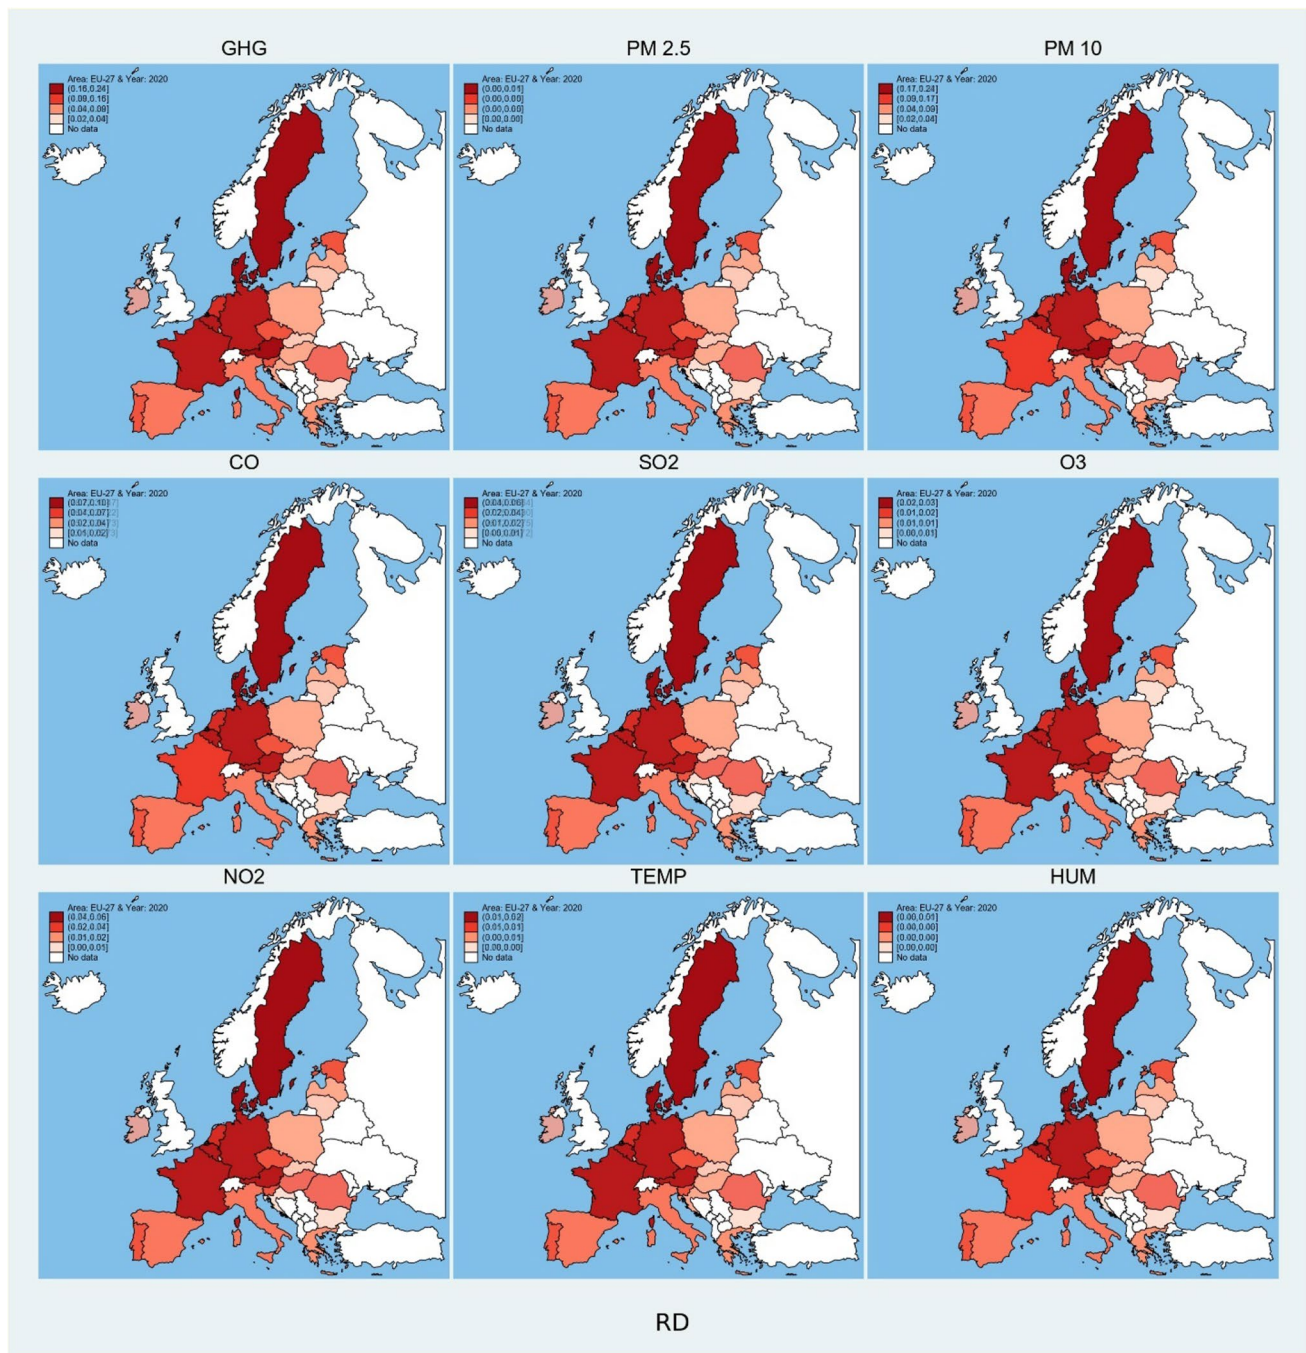 GHG
Area: EU-27 & Year: 2020
(0.16,0.24]
(0.09,0.16]
(0.04,0.09]
[0.02,0.04]
No data
PM 2.5
Area: EU-27 & Year: 2020
(0.00,0.01]
(0.00,0.00]
(0.00,0.00]
[0.00,0.00]
No data
PM 10
Area: EU-27 & Year: 2020
(0.17,0.24]
(0.09,0.17]
(0.04,0.09]
[0.02,0.04]
No data
CO
Area: EU-27 & Year: 2020
(0.07,0.10]
(0.04,0.07]
(0.02,0.04]
[0.01,0.02]
No data
SO2
Area: EU-27 & Year: 2020
(0.04,0.06]
(0.02,0.04]
(0.01,0.02]
[0.00,0.01]
No data
O3
Area: EU-27 & Year: 2020
(0.02,0.03]
(0.01,0.02]
(0.01,0.01]
[0.00,0.01]
No data
NO2
Area: EU-27 & Year: 2020
(0.04,0.06]
(0.02,0.04]
(0.01,0.02]
[0.00,0.01]
No data
TEMP
Area: EU-27 & Year: 2020
(0.01,0.02]
(0.01,0.01]
(0.00,0.01]
[0.00,0.00]
No data
HUM
Area: EU-27 & Year: 2020
(0.00,0.01]
(0.00,0.00]
(0.00,0.00]
[0.00,0.00]
No data
RD